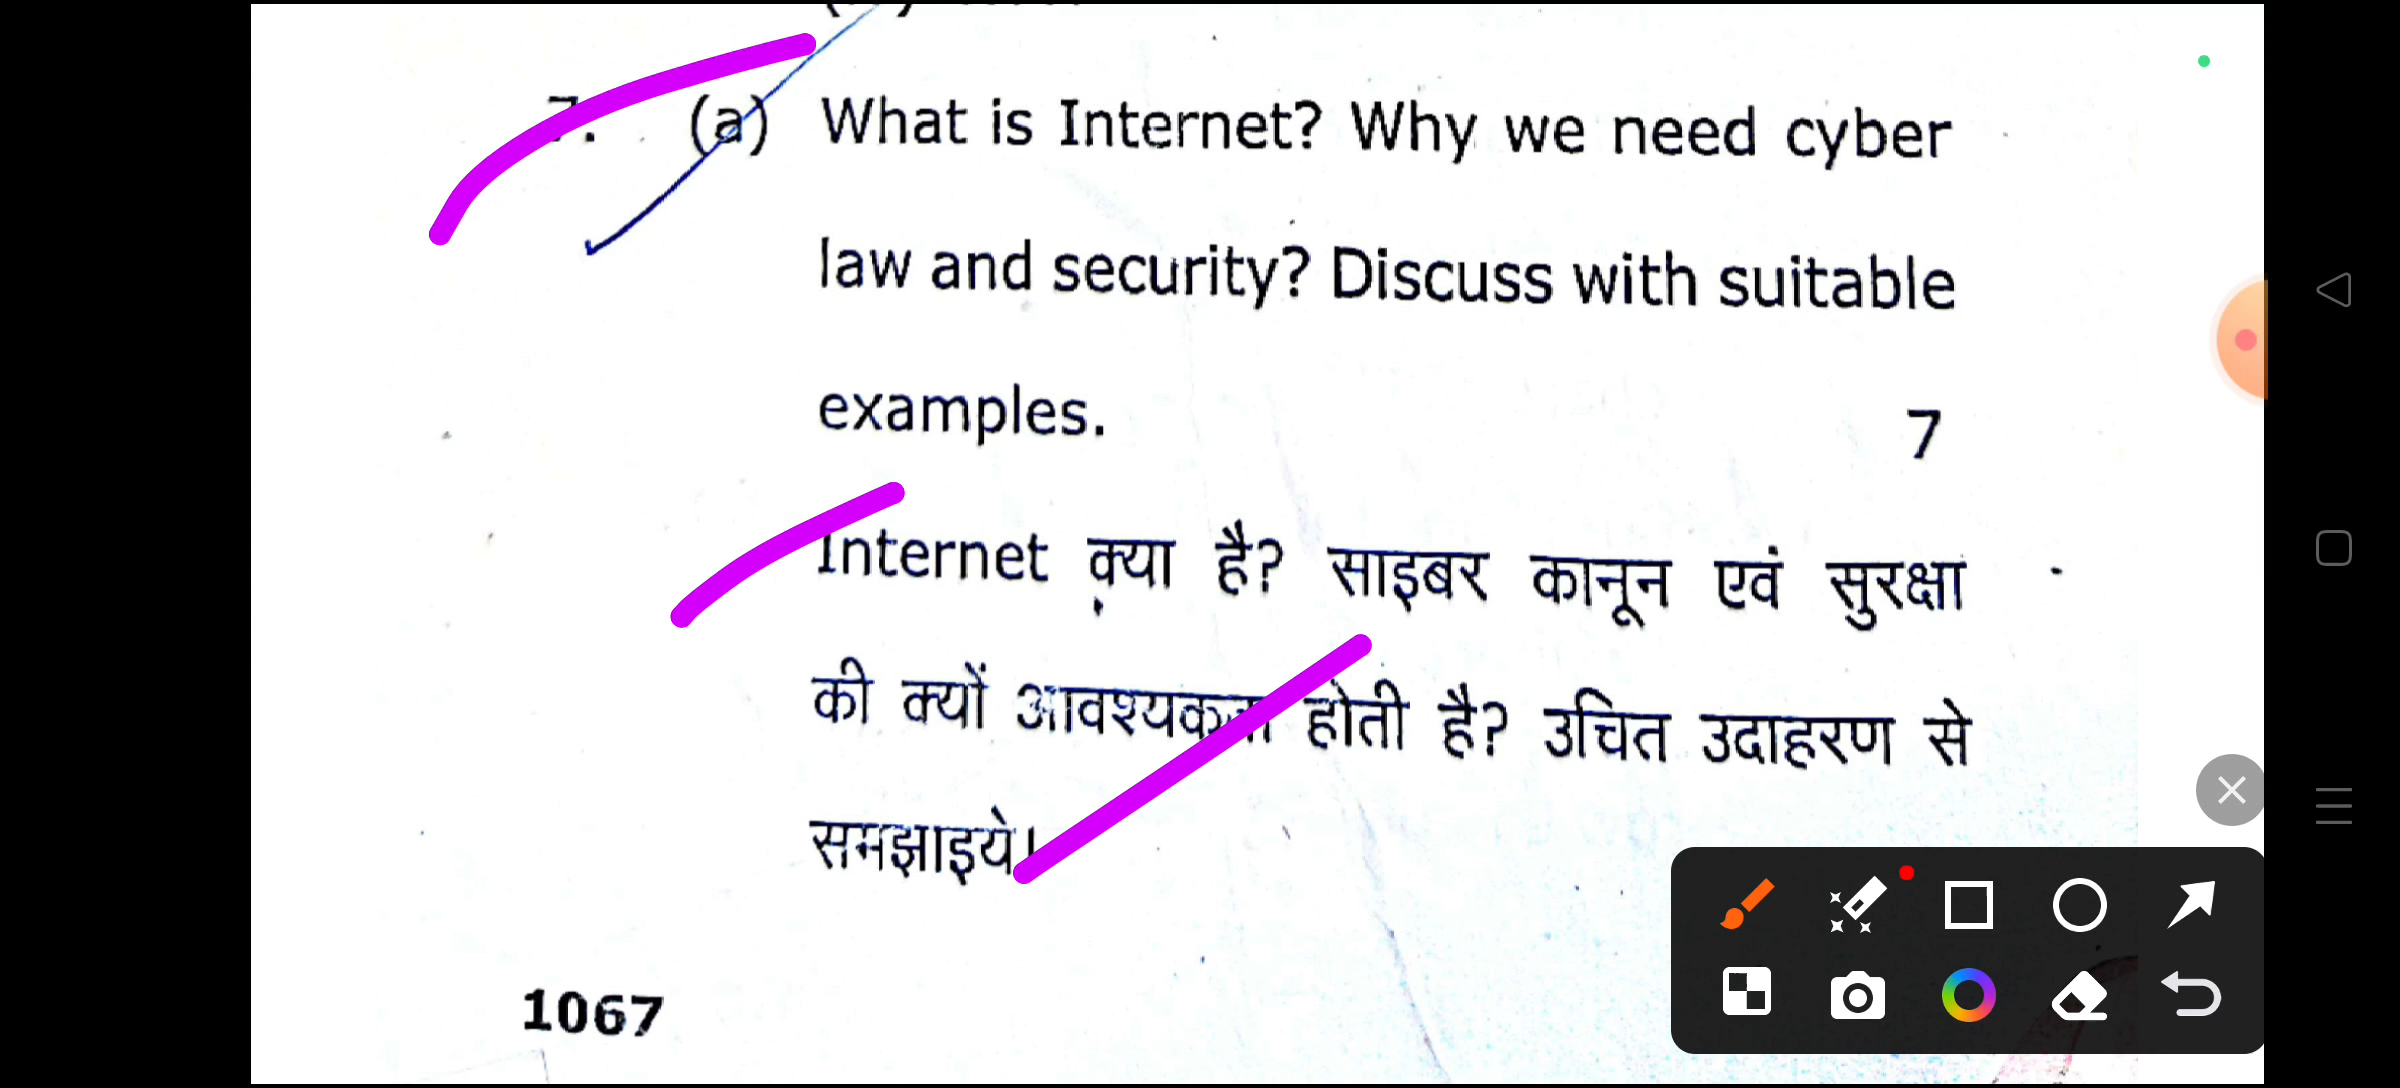 7. (a) What is Internet? Why we need cyber
law and security? Discuss with suitable
examples. 7
Internet क्या है? साइबर कानून एवं सुरक्षा
की क्यों आवश्यकता होती है? उचित उदाहरण से
समझाइये।
1067